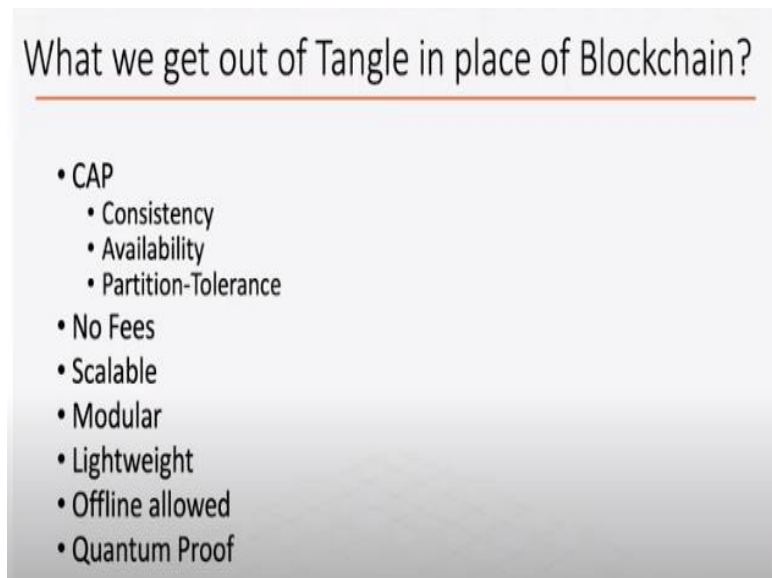 What we get out of Tangle in place of Blockchain?
• CAP
• Consistency
• Availability
• Partition-Tolerance
• No Fees
• Scalable
• Modular
• Lightweight
• Offline allowed
• Quantum Proof